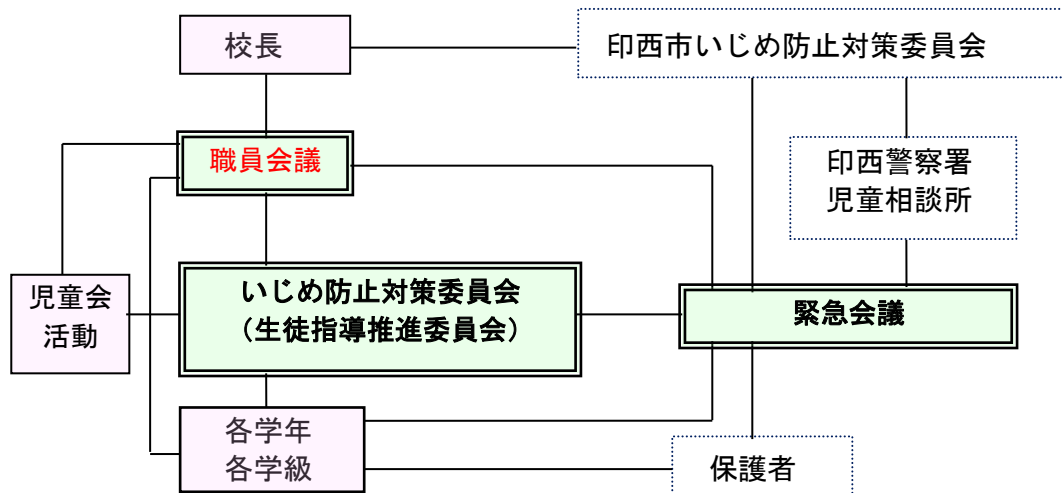 校長
印西市いじめ防止対策委員会
職員会議
印西警察署
児童相談所
児童会
活動
いじめ防止対策委員会
（生徒指導推進委員会）
緊急会議
各学年
各学級
保護者